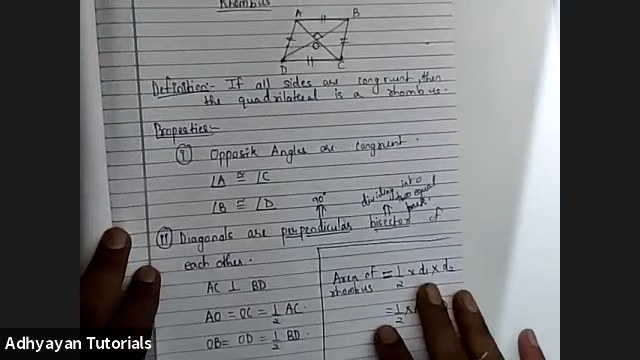 Rhombus
A
B
O
D
C
Definition:- If all sides are congruent, then
the quadrilateral is a rhombus.
Properties:-
I Opposite Angles are congruent.
∠A ≅ ∠C
∠B ≅ ∠D
90°
dividing into
two equal
part.
II Diagonals are perpendicular bisector of
each other.
AC ⊥ BD
AO = OC = 1/2 AC.
OB = OD = 1/2 BD.
Area of rhombus = 1/2 x d1 x d2
= 1/2 x
Adhyayan Tutorials